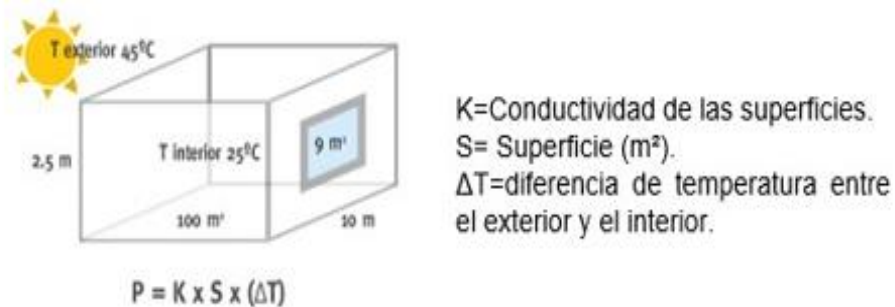 T exterior 45ºC
2,5 m
T interior 25ºC
9 m²
100 m²
10 m
P = K x S x (ΔT)
K=Conductividad de las superficies.
S= Superficie (m²).
ΔT=diferencia de temperatura entre
el exterior y el interior.